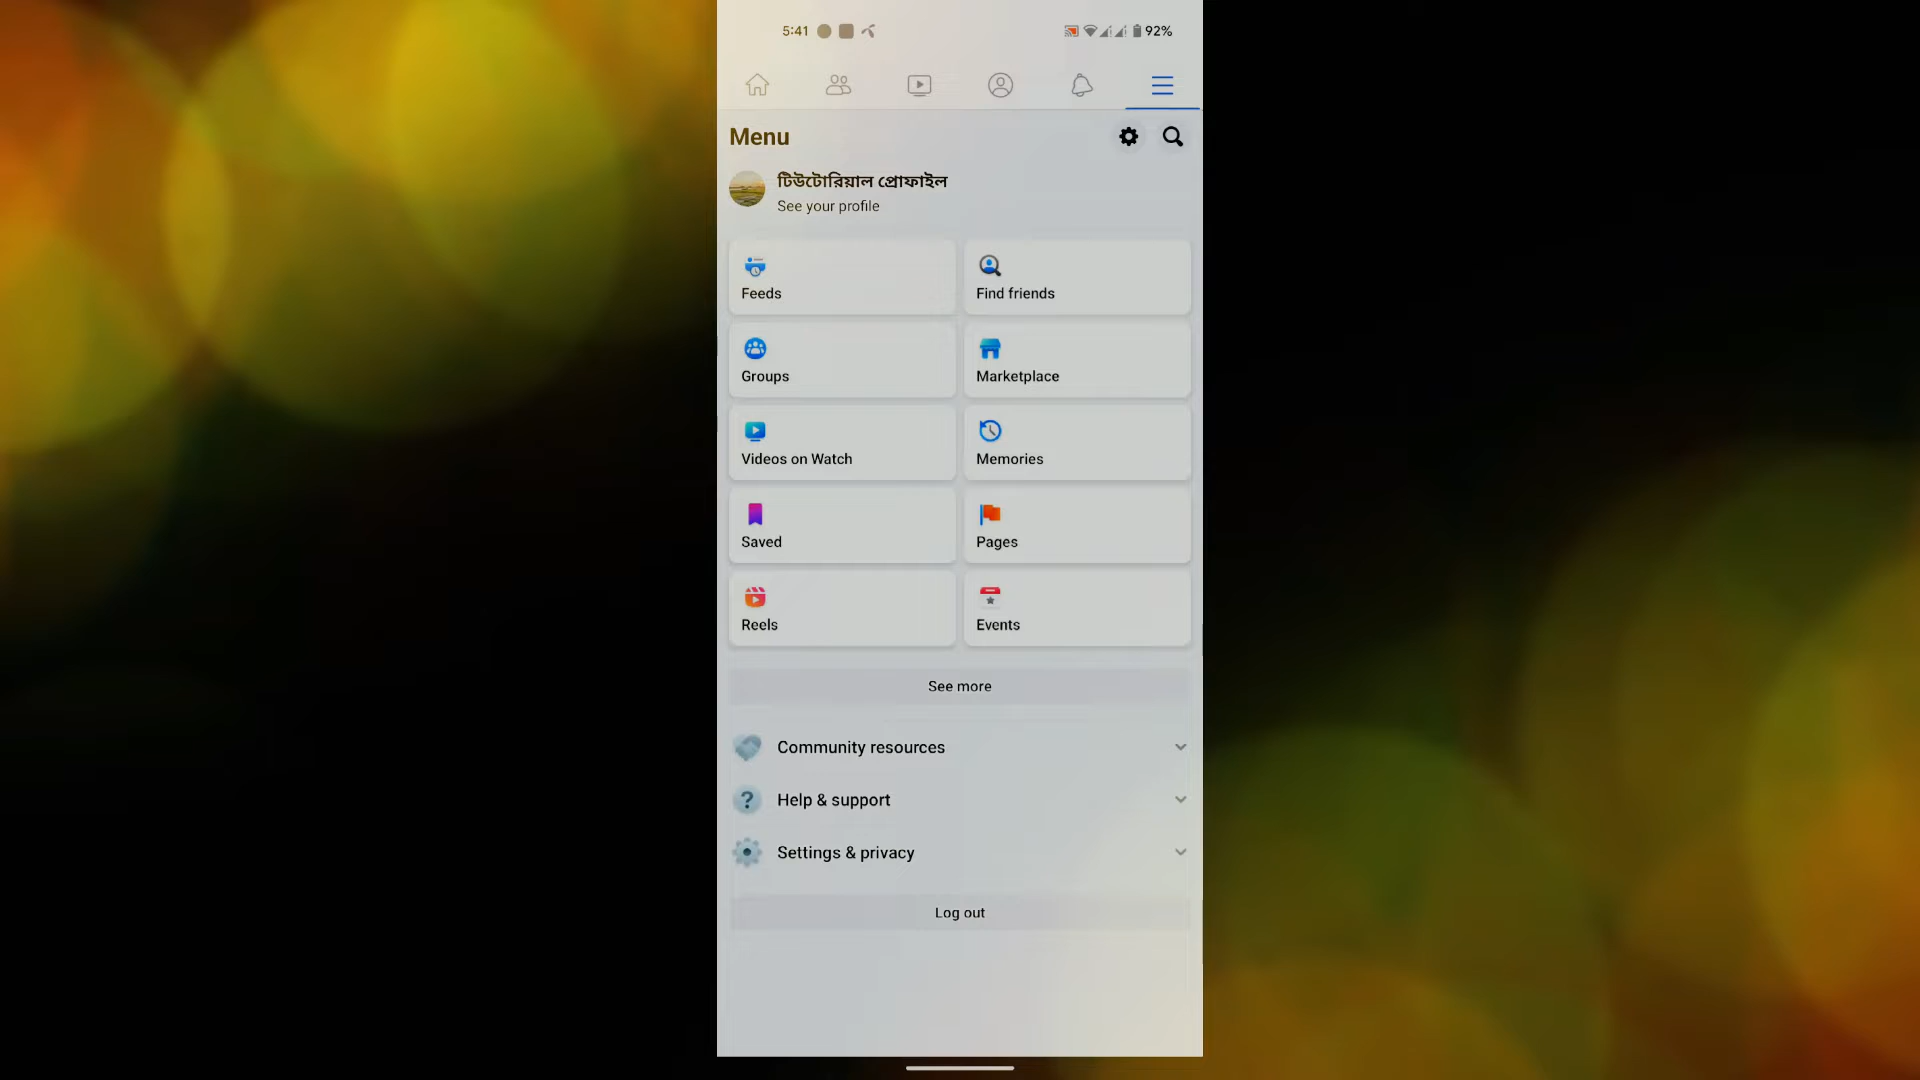 5:41
92%
Menu
টিউটোরিয়াল প্রোফাইল
See your profile
Feeds
Find friends
Groups
Marketplace
Videos on Watch
Memories
Saved
Pages
Reels
Events
See more
Community resources
Help & support
Settings & privacy
Log out